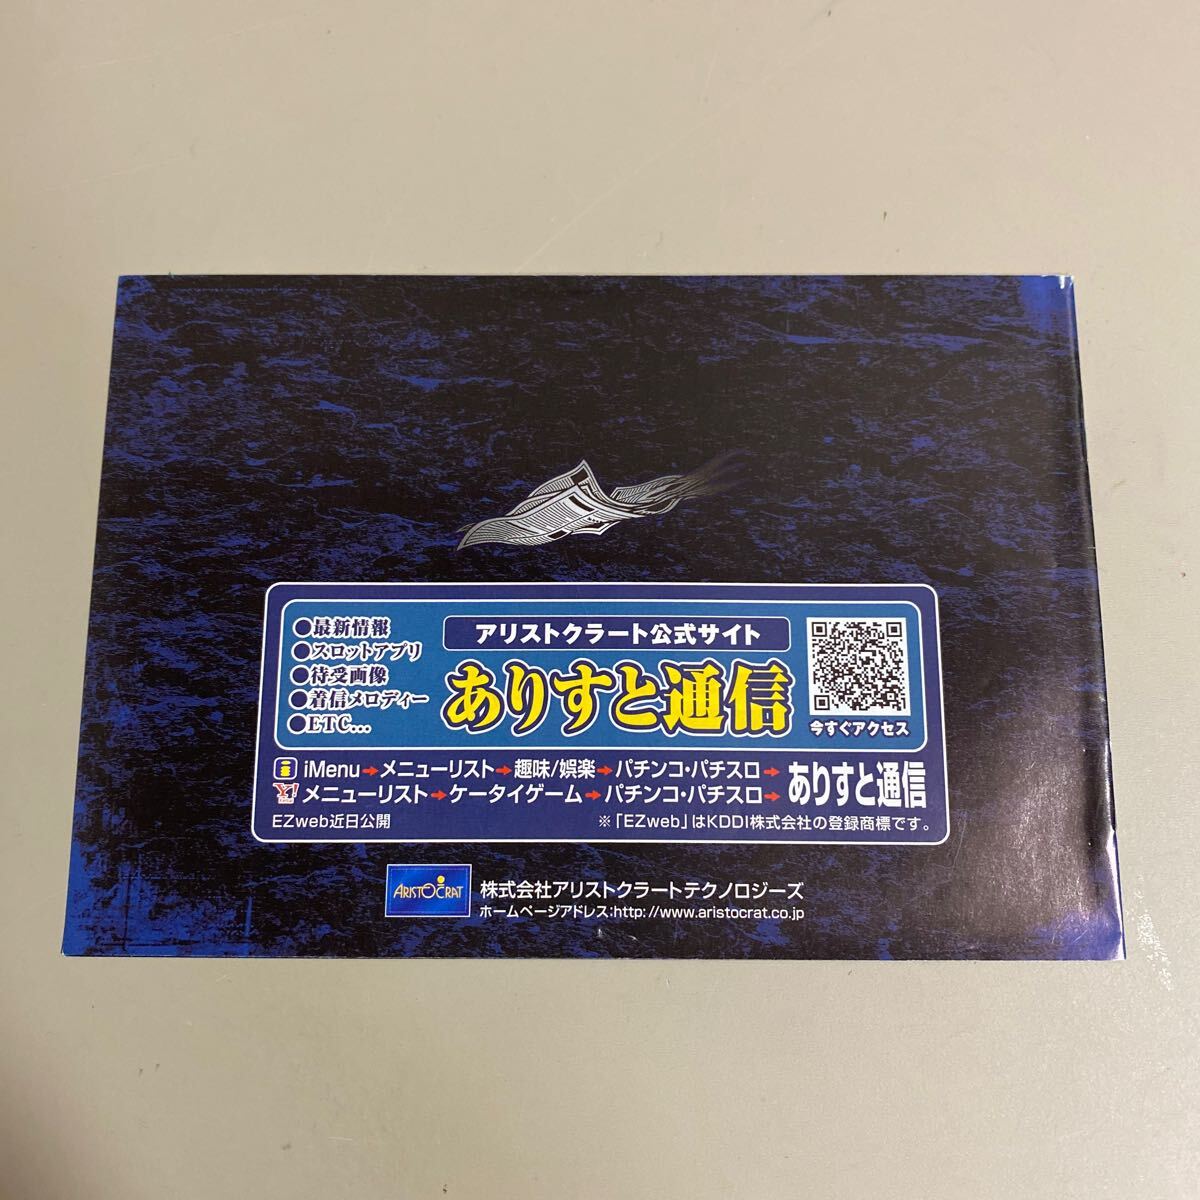 ●最新情報
●スロットアプリ
●待受画像
●着信メロディー
●ETC...
アリストクラート公式サイト
ありすと通信
今すぐアクセス
iMenu→メニューリスト→趣味/娯楽→パチンコ・パチスロ→
Y! メニューリスト→ケータイゲーム→パチンコ・パチスロ→
ありすと通信
EZweb近日公開
※「EZweb」はKDDI株式会社の登録商標です。
ARISTOCRAT
株式会社アリストクラートテクノロジーズ
ホームページアドレス:http://www.aristocrat.co.jp